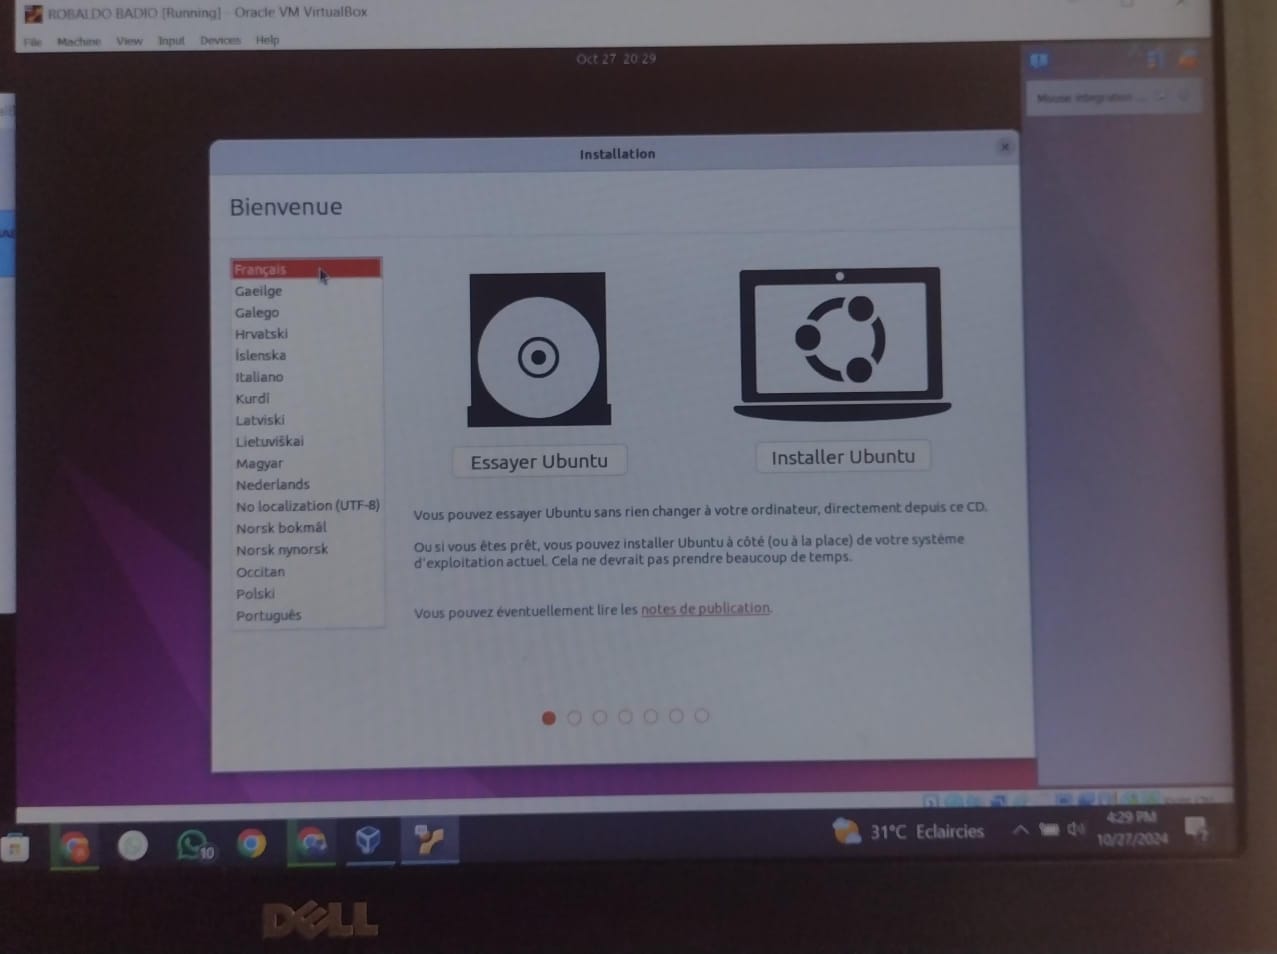 ROBALDO BADIO [Running] - Oracle VM VirtualBox
File Machine View Input Devices Help
Oct 27 20:29
Mouse integration ...
Installation
Bienvenue
Français
Gaeilge
Galego
Hrvatski
Íslenska
Italiano
Kurdî
Latviski
Lietuviškai
Magyar
Nederlands
No localization (UTF-8)
Norsk bokmål
Norsk nynorsk
Occitan
Polski
Português
Essayer Ubuntu
Installer Ubuntu
Vous pouvez essayer Ubuntu sans rien changer à votre ordinateur, directement depuis ce CD.
Ou si vous êtes prêt, vous pouvez installer Ubuntu à côté (ou à la place) de votre système
d'exploitation actuel. Cela ne devrait pas prendre beaucoup de temps.
Vous pouvez éventuellement lire les notes de publication.
10
31°C Eclaircies
4:29 PM
10/27/2024
DELL